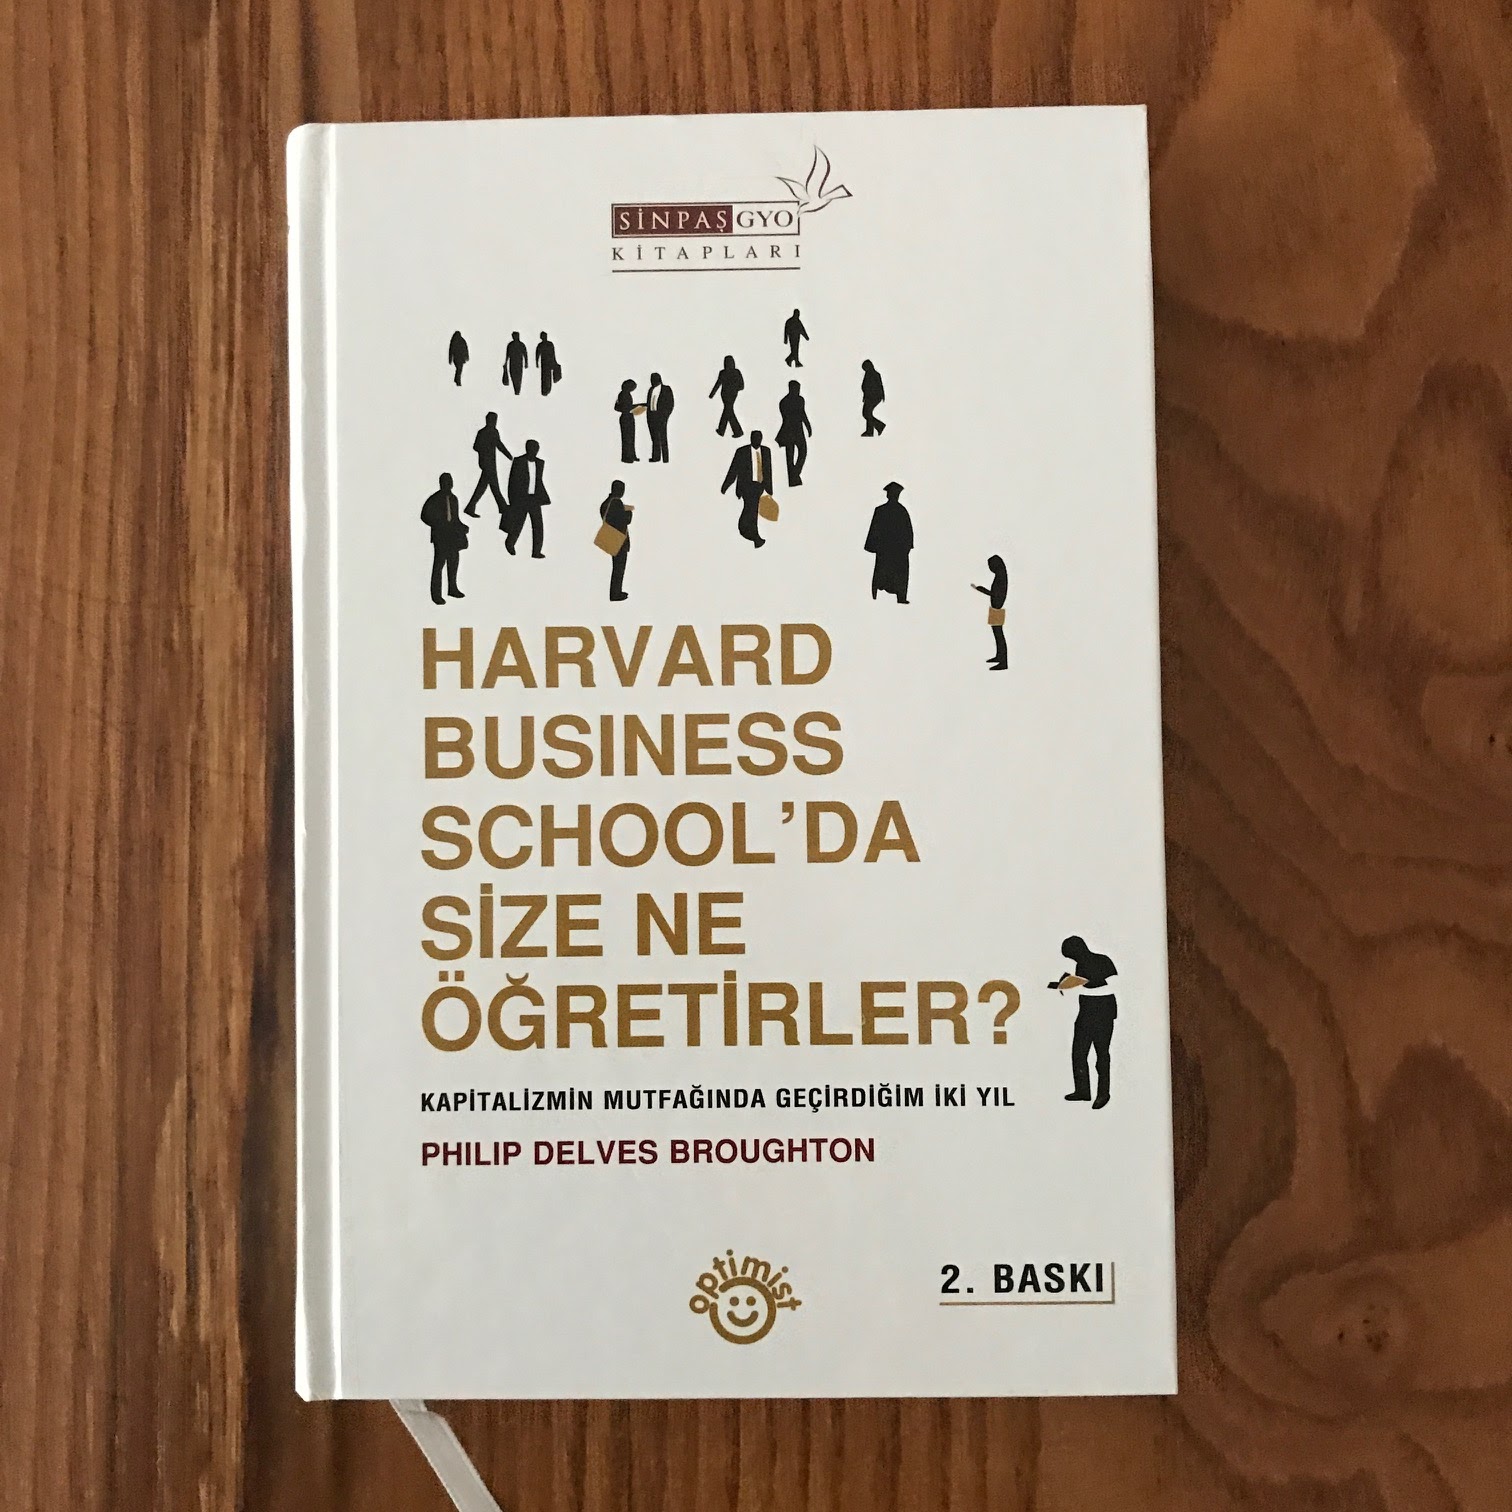 SİNPAŞ GYO
KİTAPLARI
HARVARD
BUSINESS
SCHOOL'DA
SİZE NE
ÖĞRETİRLER?
KAPİTALİZMİN MUTFAĞINDA GEÇİRDİĞİM İKİ YIL
PHILIP DELVES BROUGHTON
optimist
2. BASKI